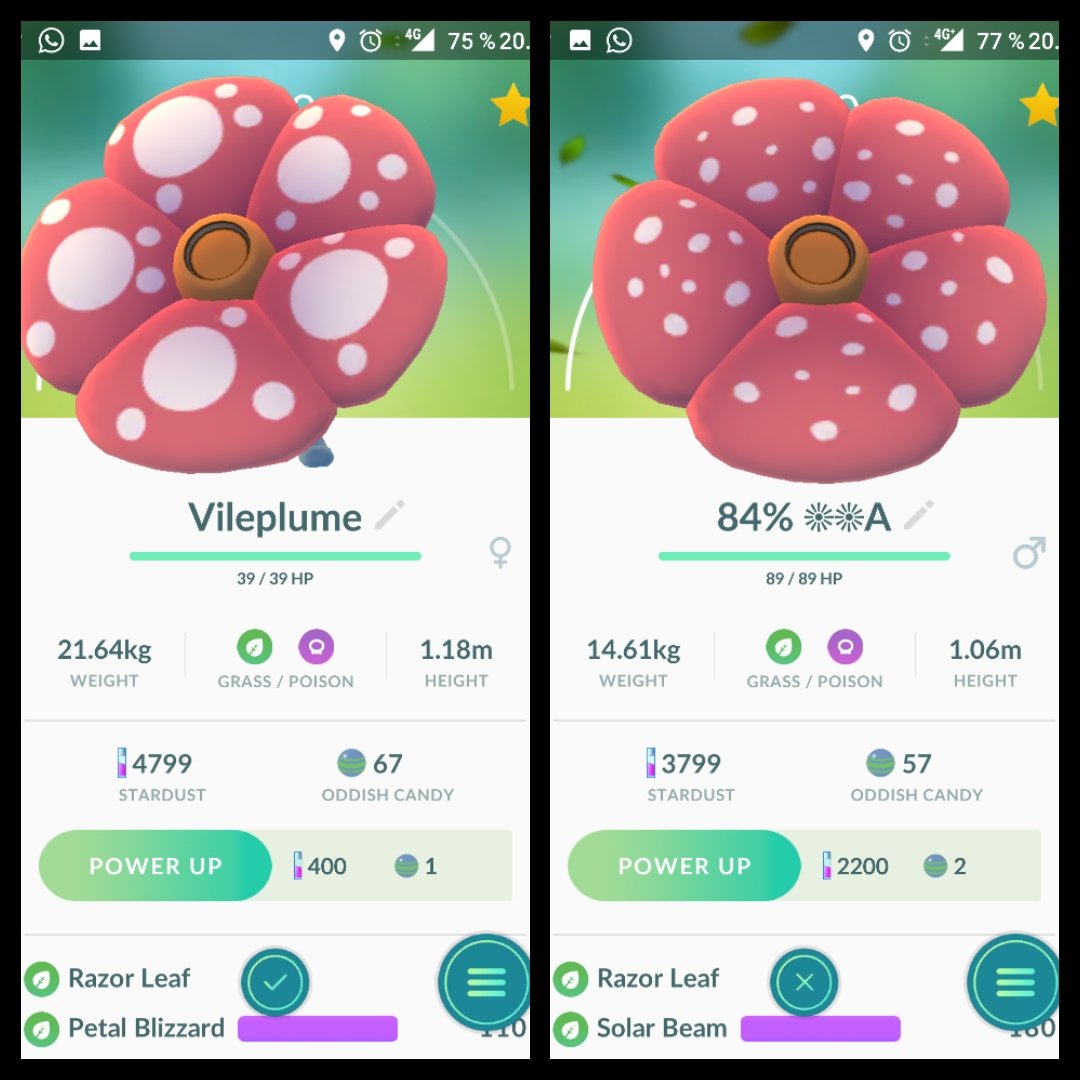 4G 75 % 20.
Vileplume
39 / 39 HP
21.64kg
WEIGHT
GRASS / POISON
1.18m
HEIGHT
4799
STARDUST
67
ODDISH CANDY
POWER UP 400 1
Razor Leaf
Petal Blizzard 110
4G+ 77 % 20.
84% ☼☼A
89 / 89 HP
14.61kg
WEIGHT
GRASS / POISON
1.06m
HEIGHT
3799
STARDUST
57
ODDISH CANDY
POWER UP 2200 2
Razor Leaf
Solar Beam 180